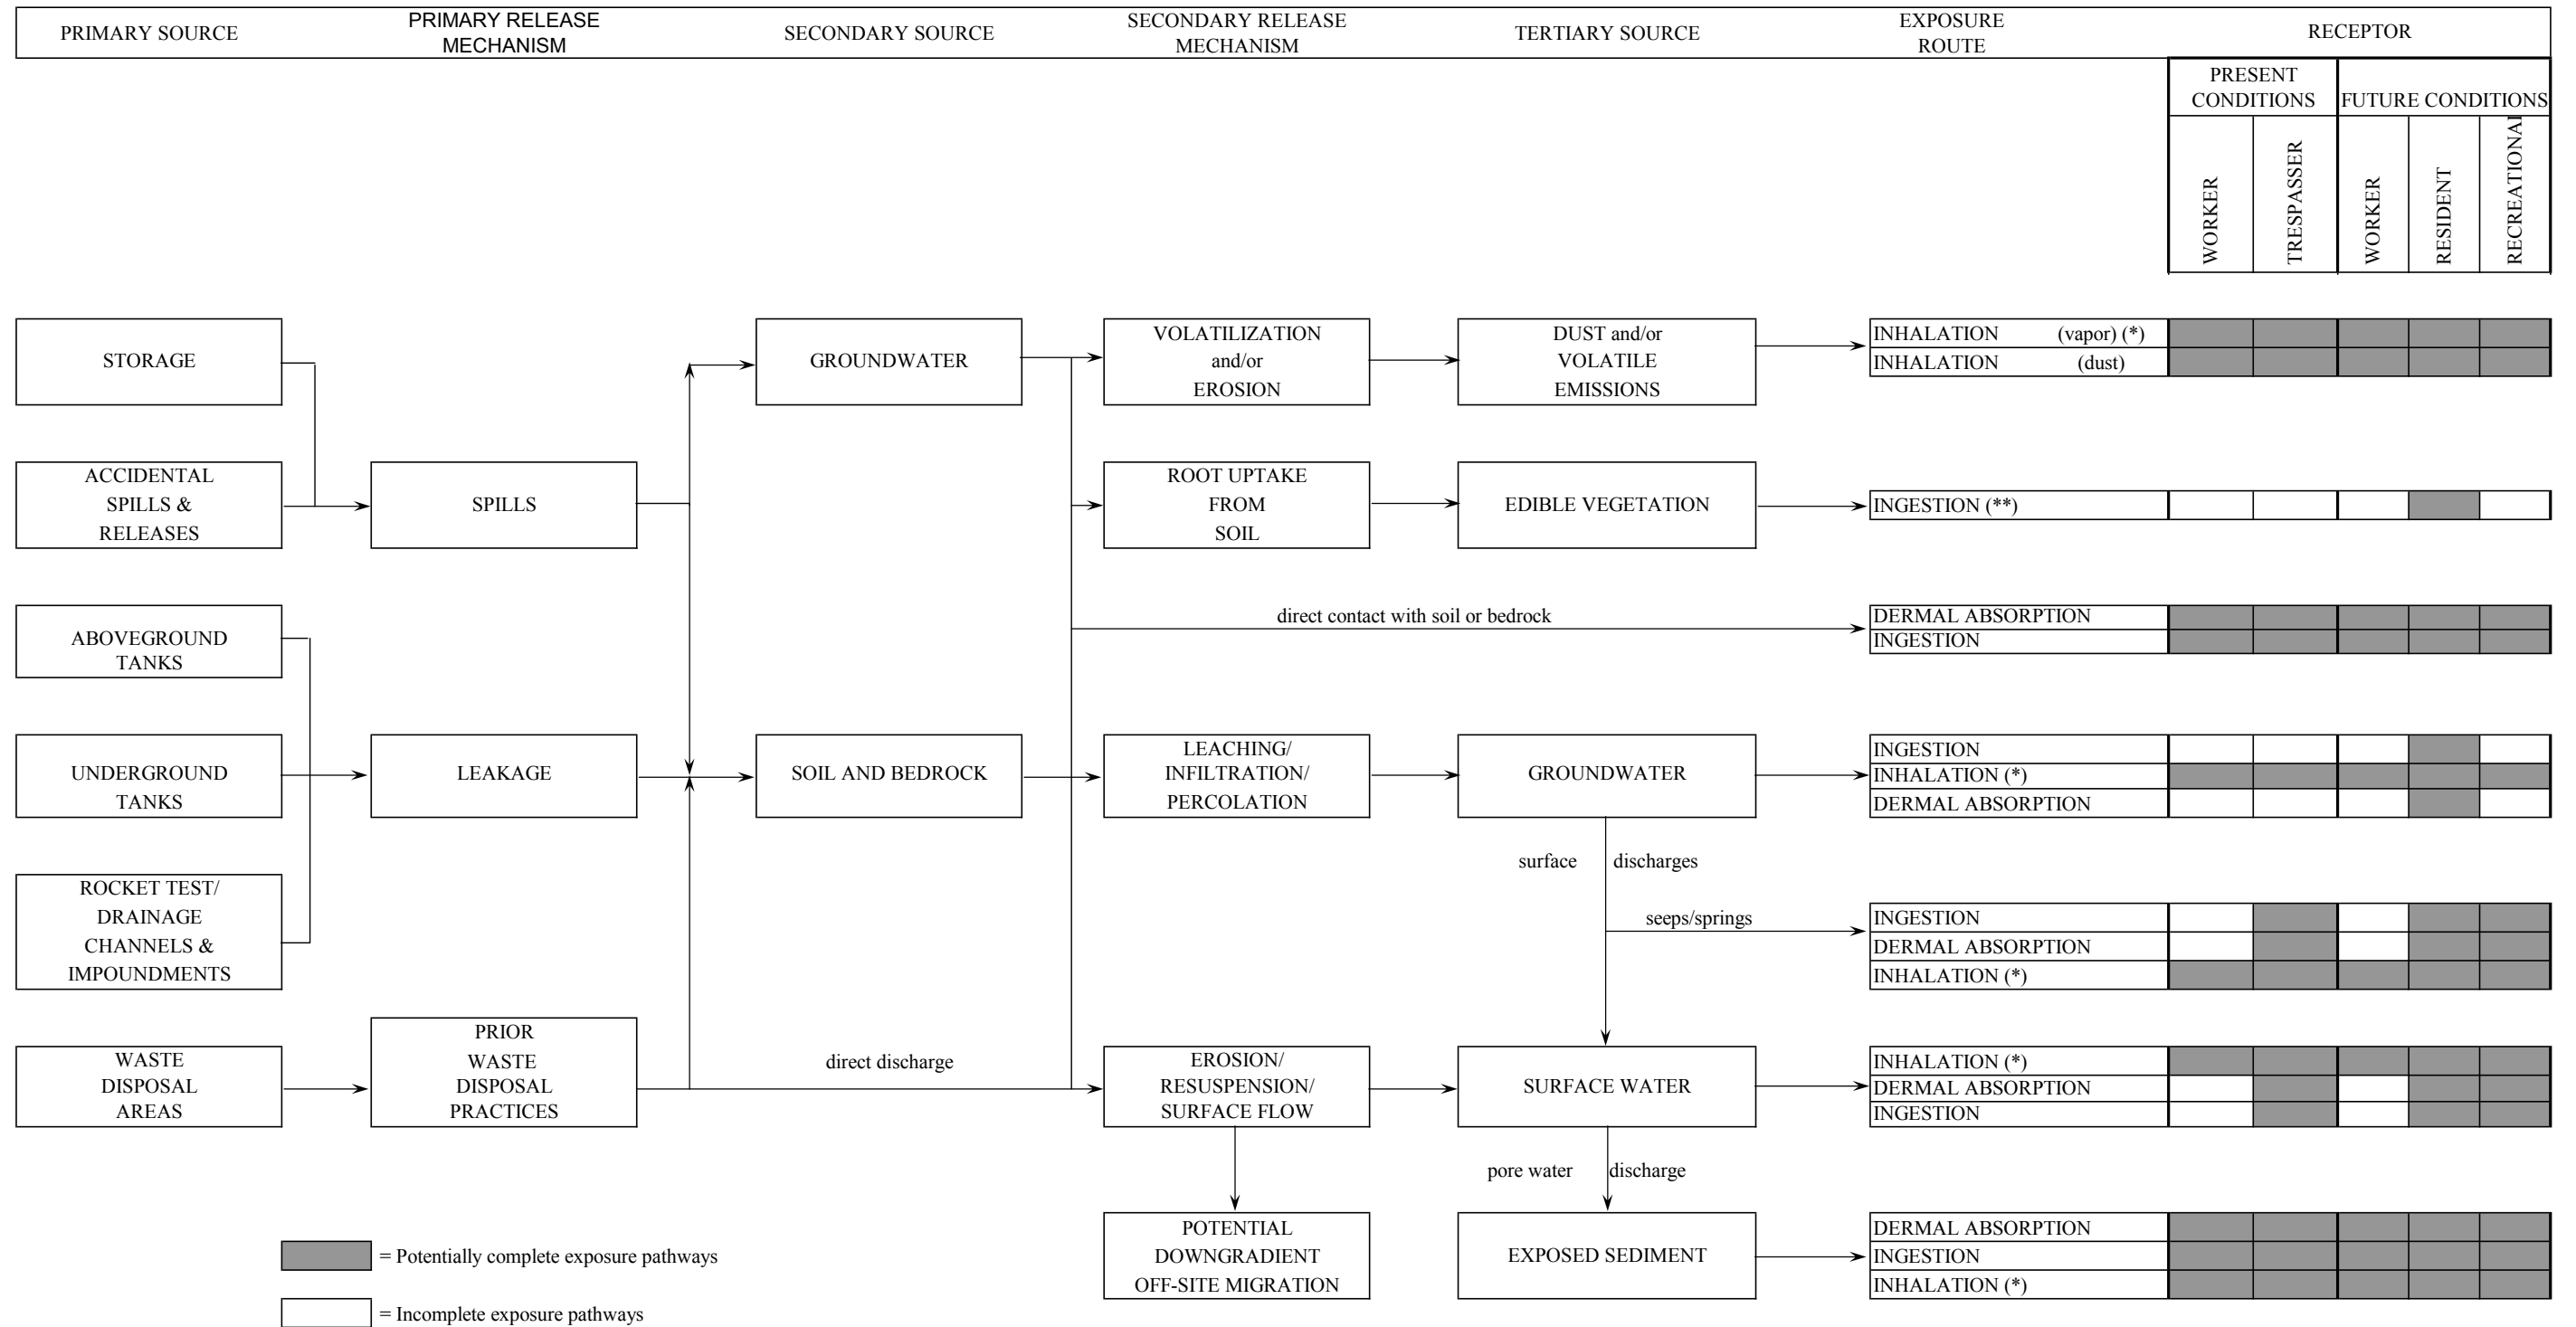 PRIMARY SOURCE
PRIMARY RELEASE
MECHANISM
SECONDARY SOURCE
SECONDARY RELEASE
MECHANISM
TERTIARY SOURCE
EXPOSURE
ROUTE
RECEPTOR
PRESENT
CONDITIONS
FUTURE CONDITIONS
WORKER
TRESPASSER
WORKER
RESIDENT
RECREATIONAL
STORAGE
GROUNDWATER
VOLATILIZATION
and/or
EROSION
DUST and/or
VOLATILE
EMISSIONS
INHALATION (vapor) (*)
INHALATION (dust)
ACCIDENTAL
SPILLS &
RELEASES
SPILLS
ROOT UPTAKE
FROM
SOIL
EDIBLE VEGETATION
INGESTION (**)
ABOVEGROUND
TANKS
direct contact with soil or bedrock
DERMAL ABSORPTION
INGESTION
UNDERGROUND
TANKS
LEAKAGE
SOIL AND BEDROCK
LEACHING/
INFILTRATION/
PERCOLATION
GROUNDWATER
INGESTION
INHALATION (*)
DERMAL ABSORPTION
surface discharges
ROCKET TEST/
DRAINAGE
CHANNELS &
IMPOUNDMENTS
seeps/springs
INGESTION
DERMAL ABSORPTION
INHALATION (*)
WASTE
DISPOSAL
AREAS
PRIOR
WASTE
DISPOSAL
PRACTICES
direct discharge
EROSION/
RESUSPENSION/
SURFACE FLOW
SURFACE WATER
INHALATION (*)
DERMAL ABSORPTION
INGESTION
pore water discharge
POTENTIAL
DOWNGRADIENT
OFF-SITE MIGRATION
EXPOSED SEDIMENT
DERMAL ABSORPTION
INGESTION
INHALATION (*)
= Potentially complete exposure pathways
= Incomplete exposure pathways